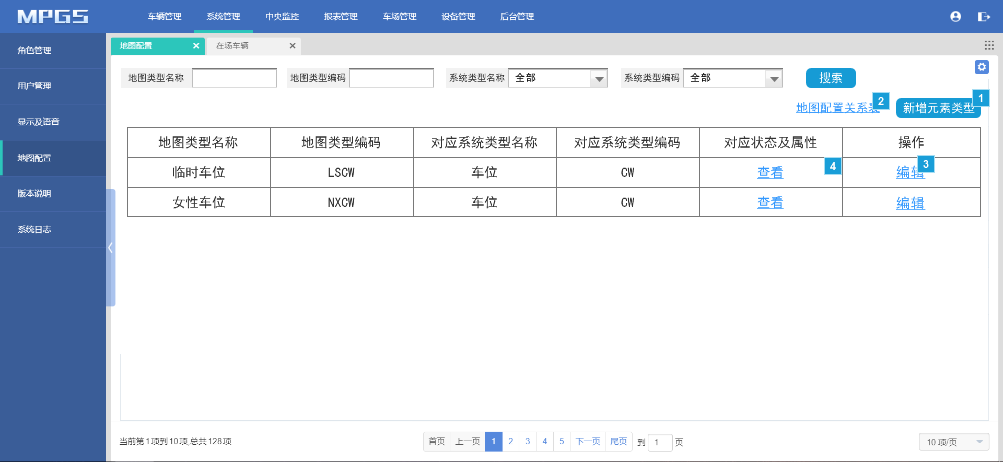 MPGS
车辆管理 系统管理 中央监控 报表管理 车场管理 设备管理 后台管理
角色管理
用户管理
显示及语音
地图配置
版本说明
系统日志
地图配置 × 在场车辆 ×
地图类型名称 地图类型编码 系统类型名称 全部 系统类型编码 全部 搜索
地图配置关系表 2 新增元素类型 1
地图类型名称 地图类型编码 对应系统类型名称 对应系统类型编码 对应状态及属性 操作
临时车位 LSCW 车位 CW 查看 4 编辑 3
女性车位 NXCW 车位 CW 查看 编辑
当前第1项到10项,总共128项 首页 上一页 1 2 3 4 5 下一页 尾页 到 1 页 10 项/页